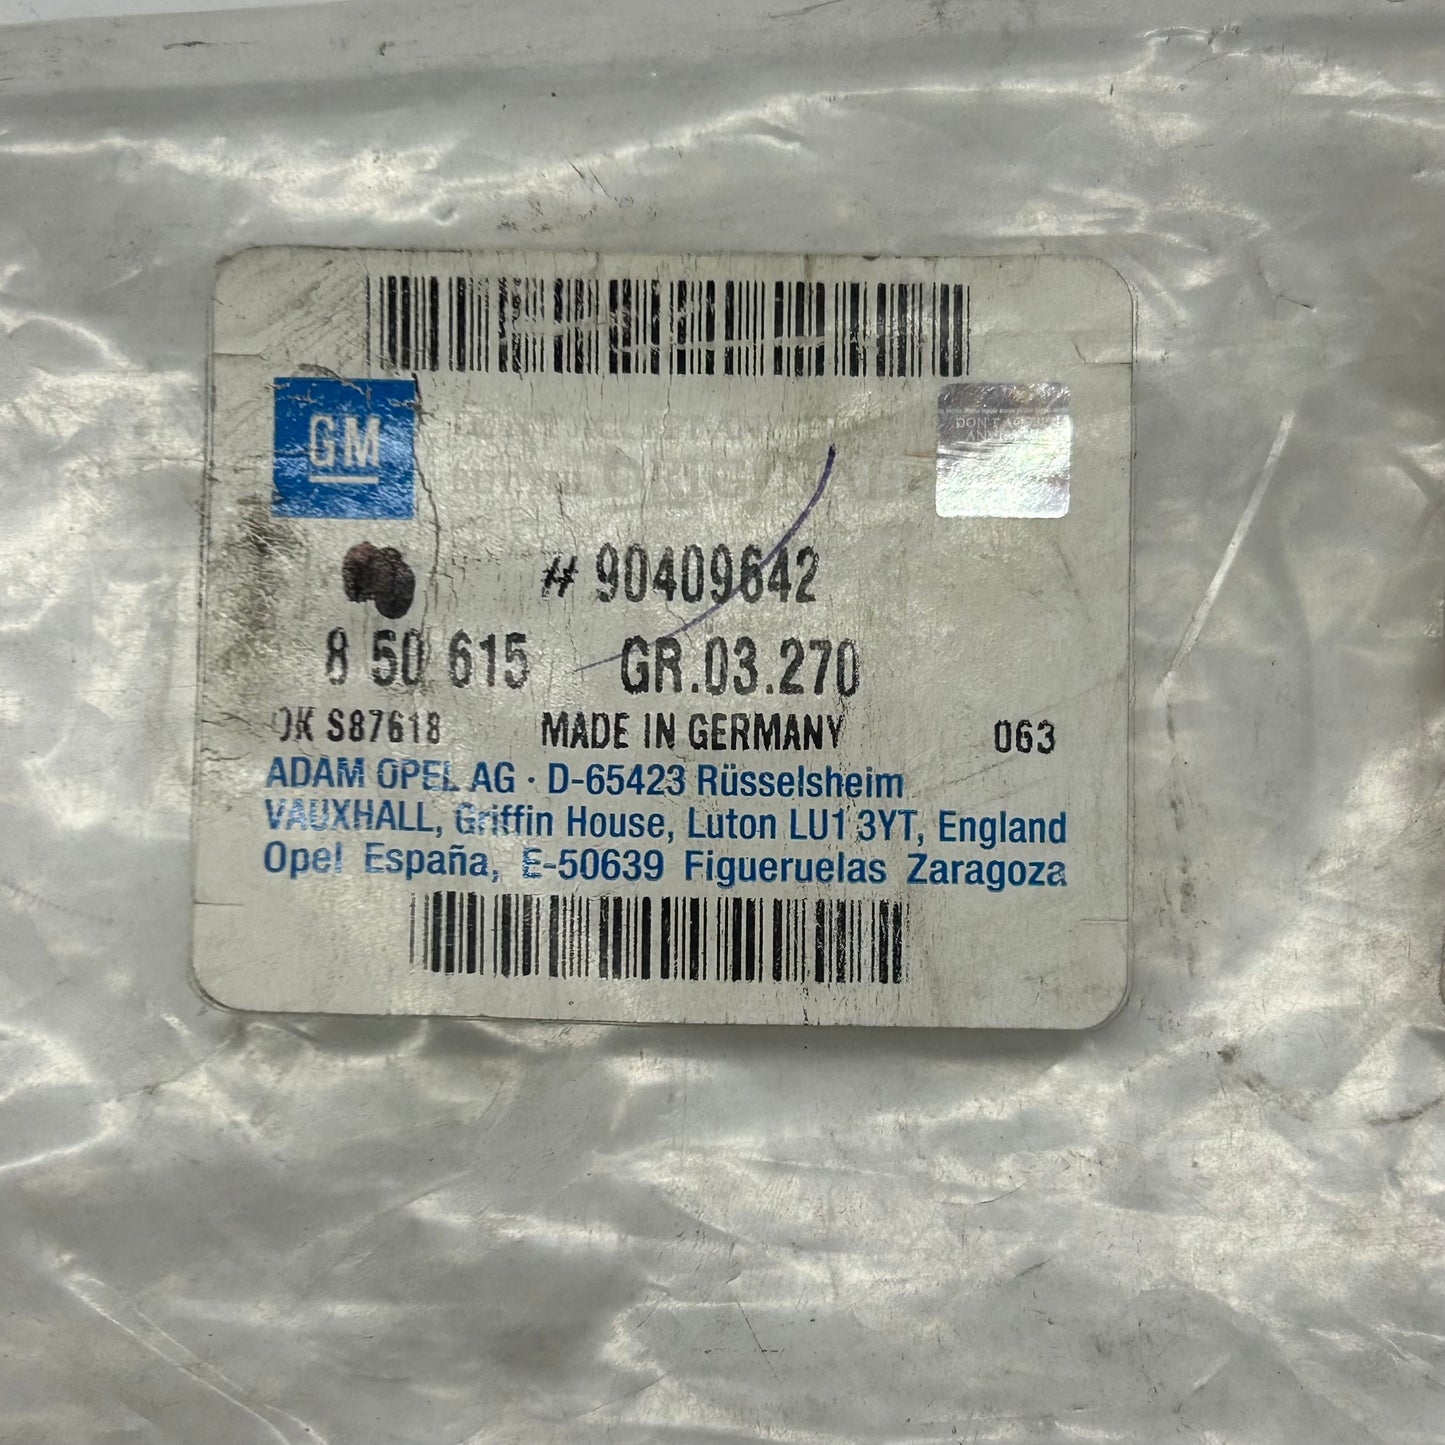 GM
# 90409642
8 50 615 GR.03.270
OK S87618 MADE IN GERMANY 063
ADAM OPEL AG · D-65423 Rüsselsheim
VAUXHALL, Griffin House, Luton LU1 3YT, England
Opel España, E-50639 Figueruelas Zaragoza